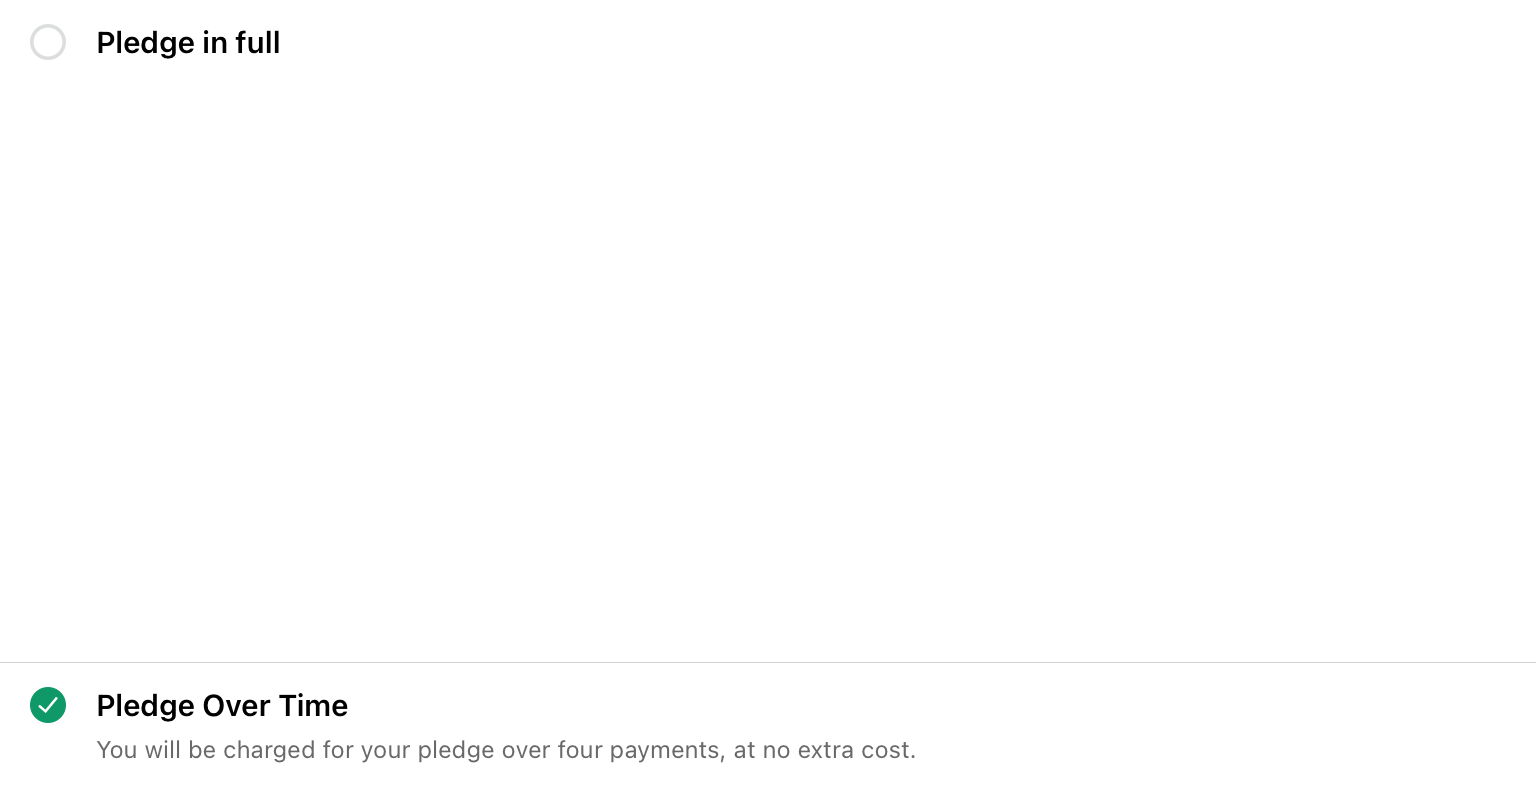 Pledge in full
Pledge Over Time
You will be charged for your pledge over four payments, at no extra cost.